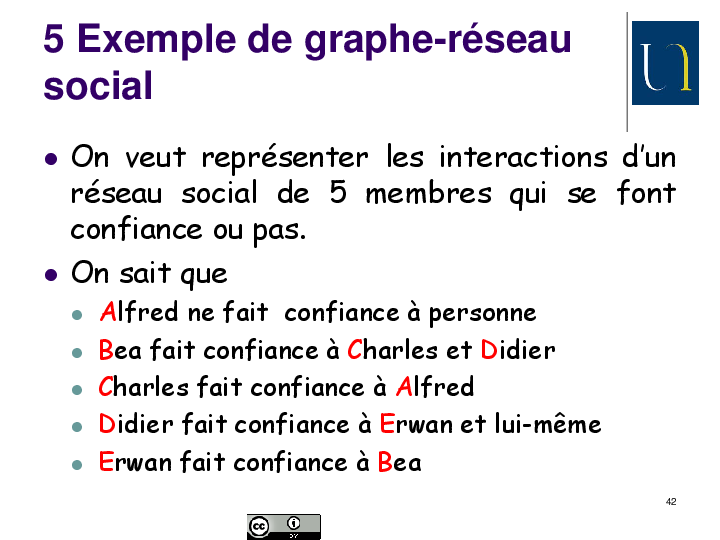 5 Exemple de graphe-réseau
social
On veut représenter les interactions d'un
réseau social de 5 membres qui se font
confiance ou pas.
On sait que
Alfred ne fait confiance à personne
Bea fait confiance à Charles et Didier
Charles fait confiance à Alfred
Didier fait confiance à Erwan et lui-même
Erwan fait confiance à Bea
42
cc
BY